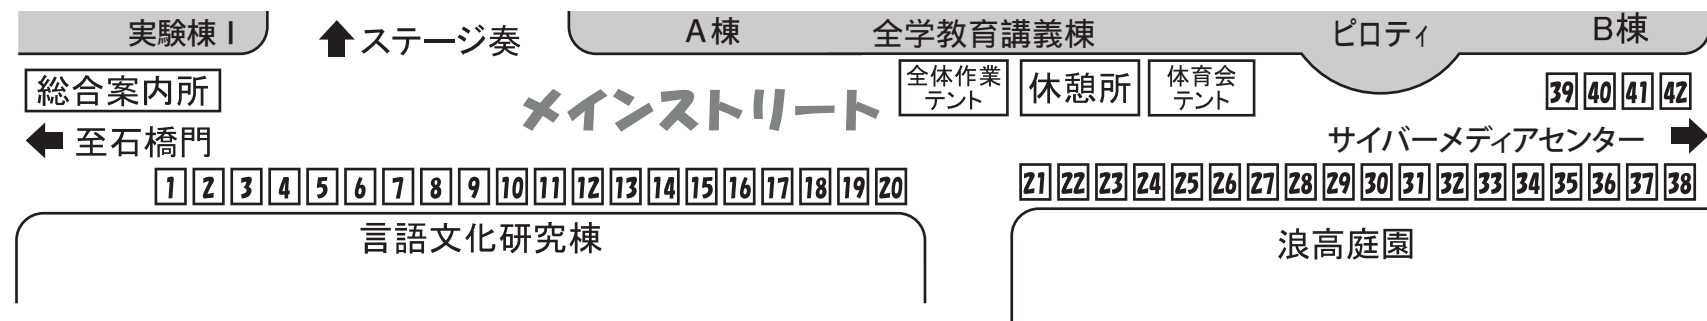 実験棟 I
ステージ奏
A棟
全学教育講義棟
ピロティ
B棟
総合案内所
メインストリート
全体作業
テント
休憩所
体育会
テント
39 40 41 42
至石橋門
サイバーメディアセンター
1 2 3 4 5 6 7 8 9 10 11 12 13 14 15 16 17 18 19 20
21 22 23 24 25 26 27 28 29 30 31 32 33 34 35 36 37 38
言語文化研究棟
浪高庭園